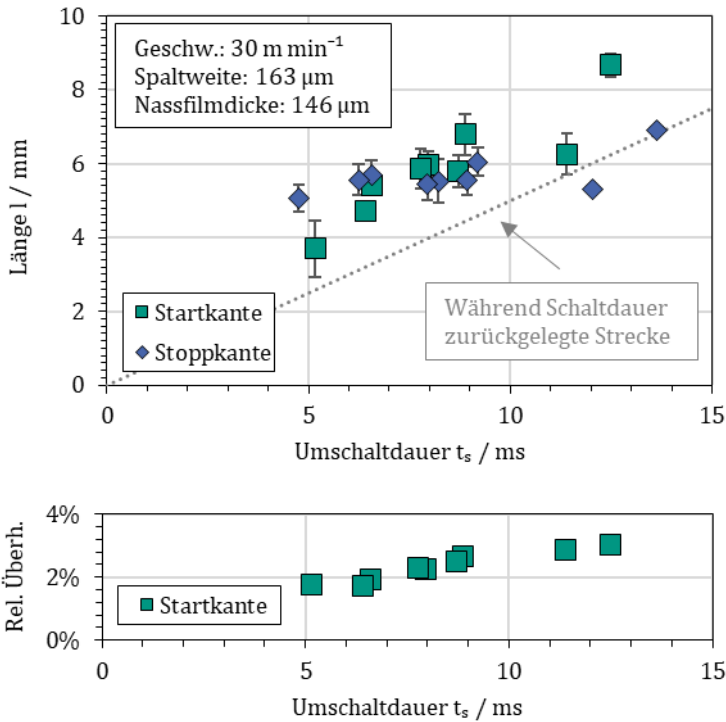 10
8
6
4
2
0
Länge l / mm
Geschw.: 30 m min⁻¹
Spaltweite: 163 µm
Nassfilmdicke: 146 µm
Startkante
Stoppkante
Während Schaltdauer
zurückgelegte Strecke
0
5
10
15
Umschaltdauer tₛ / ms
4%
2%
0%
Rel. Überh.
Startkante
0
5
10
15
Umschaltdauer tₛ / ms